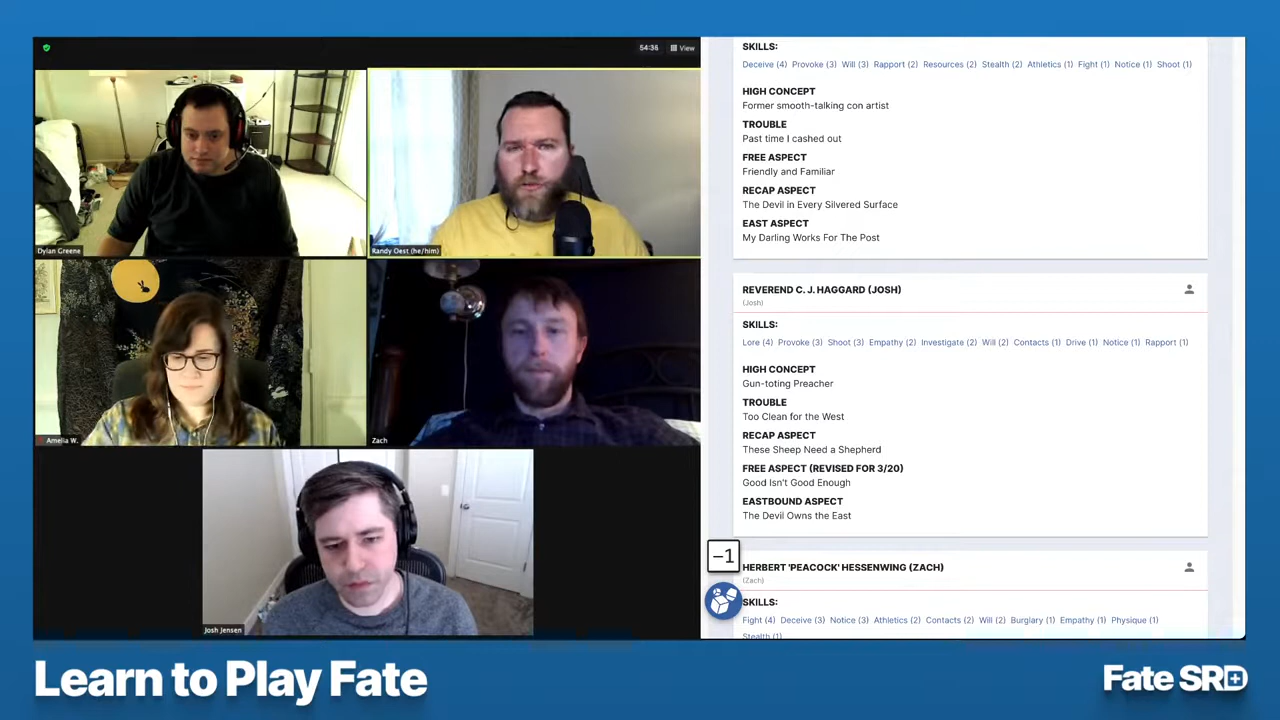 54:36 View
Dylan Greene
Randy Oest (he/him)
Amelia W.
Zach
Josh Jensen
SKILLS:
Deceive (4) Provoke (3) Will (3) Rapport (2) Resources (2) Stealth (2) Athletics (1) Fight (1) Notice (1) Shoot (1)
HIGH CONCEPT
Former smooth-talking con artist
TROUBLE
Past time I cashed out
FREE ASPECT
Friendly and Familiar
RECAP ASPECT
The Devil in Every Silvered Surface
EAST ASPECT
My Darling Works For The Post
REVEREND C. J. HAGGARD (JOSH)
(Josh)
SKILLS:
Lore (4) Provoke (3) Shoot (3) Empathy (2) Investigate (2) Will (2) Contacts (1) Drive (1) Notice (1) Rapport (1)
HIGH CONCEPT
Gun-toting Preacher
TROUBLE
Too Clean for the West
RECAP ASPECT
These Sheep Need a Shepherd
FREE ASPECT (REVISED FOR 3/20)
Good Isn't Good Enough
EASTBOUND ASPECT
The Devil Owns the East
−1
HERBERT 'PEACOCK' HESSENWING (ZACH)
(Zach)
SKILLS:
Fight (4) Deceive (3) Notice (3) Athletics (2) Contacts (2) Will (2) Burglary (1) Empathy (1) Physique (1)
Stealth (1)
Learn to Play Fate
Fate SRD